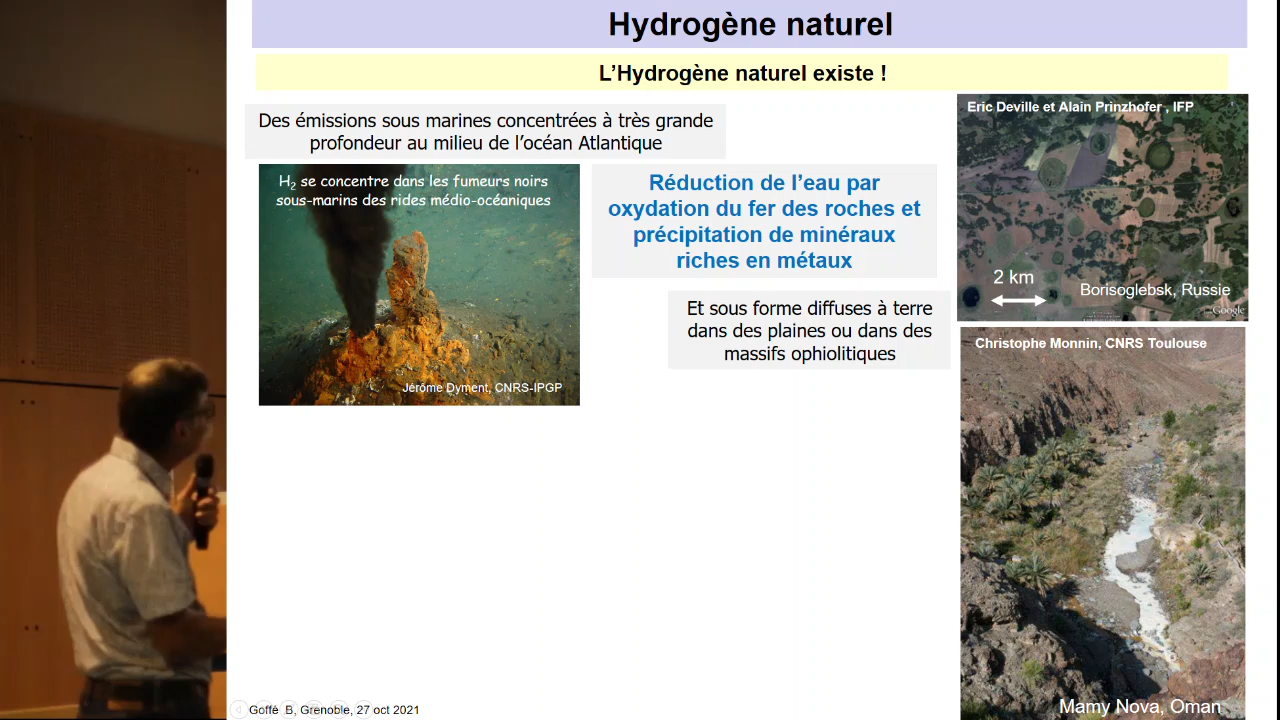 Hydrogène naturel
L’Hydrogène naturel existe !
Des émissions sous marines concentrées à très grande
profondeur au milieu de l’océan Atlantique
H₂ se concentre dans les fumeurs noirs
sous-marins des rides médio-océaniques
Jérôme Dyment, CNRS-IPGP
Réduction de l’eau par
oxydation du fer des roches et
précipitation de minéraux
riches en métaux
Et sous forme diffuses à terre
dans des plaines ou dans des
massifs ophiolitiques
Eric Deville et Alain Prinzhofer , IFP
2 km
Borisoglebsk, Russie
Google
Christophe Monnin, CNRS Toulouse
Mamy Nova, Oman
Goffé B, Grenoble, 27 oct 2021